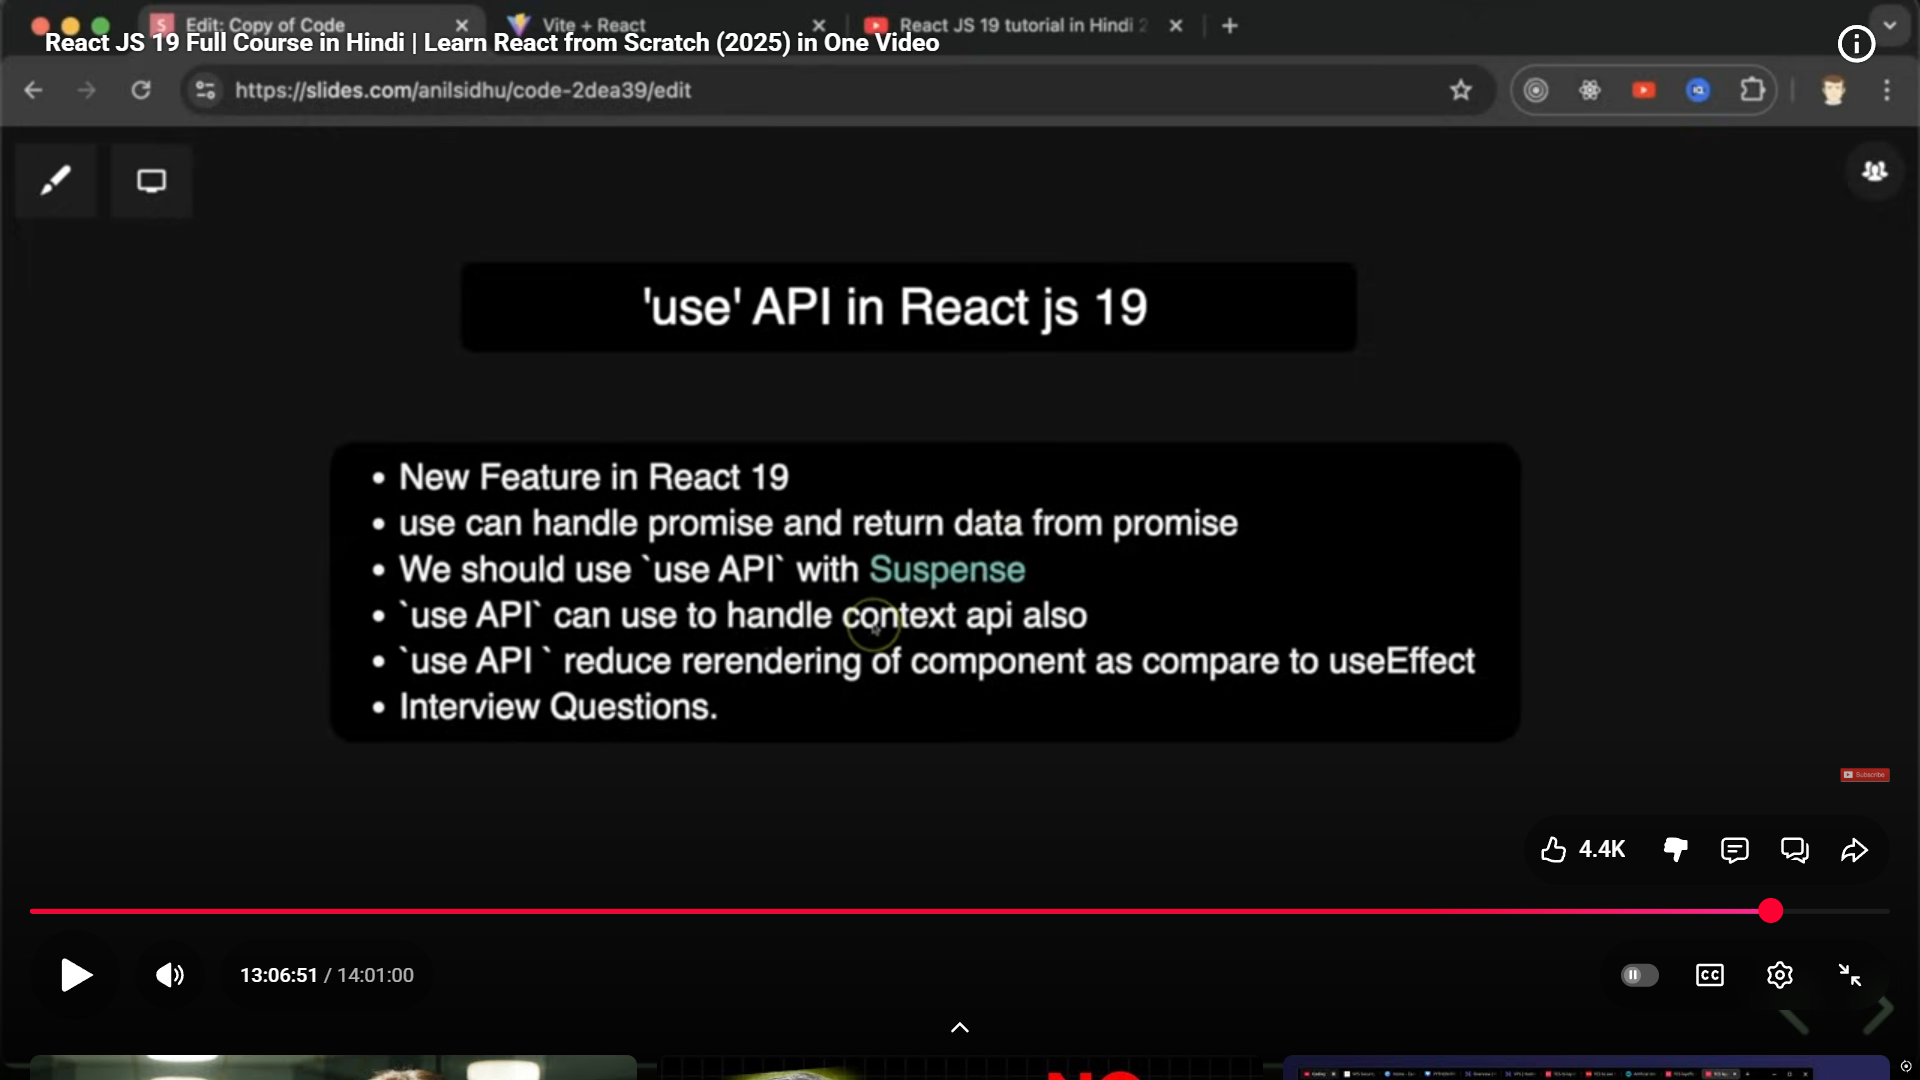 Edit: Copy of Code
Vite + React
React JS 19 tutorial in Hindi 2
React JS 19 Full Course in Hindi | Learn React from Scratch (2025) in One Video
https://slides.com/anilsidhu/code-2dea39/edit
'use' API in React js 19
• New Feature in React 19
• use can handle promise and return data from promise
• We should use `use API` with Suspense
• `use API` can use to handle context api also
• `use API ` reduce rerendering of component as compare to useEffect
• Interview Questions.
Subscribe
4.4K
13:06:51 / 14:01:00
CC
NO